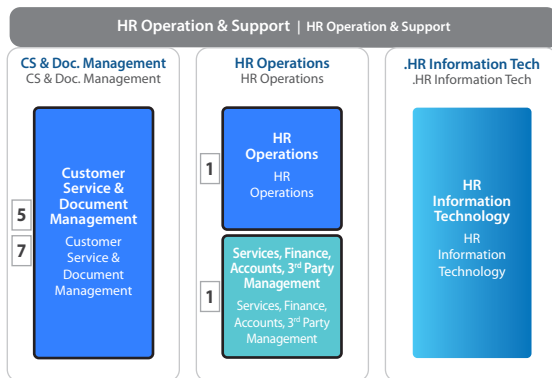 HR Operation & Support | HR Operation & Support
CS & Doc. Management
CS & Doc. Management
Customer
Service &
Document
Management
Customer
Service &
Document
Management
5
7
HR Operations
HR Operations
1
HR
Operations
HR
Operations
1
Services, Finance,
Accounts, 3rd Party
Management
Services, Finance,
Accounts, 3rd Party
Management
.HR Information Tech
.HR Information Tech
HR
Information
Technology
HR
Information
Technology